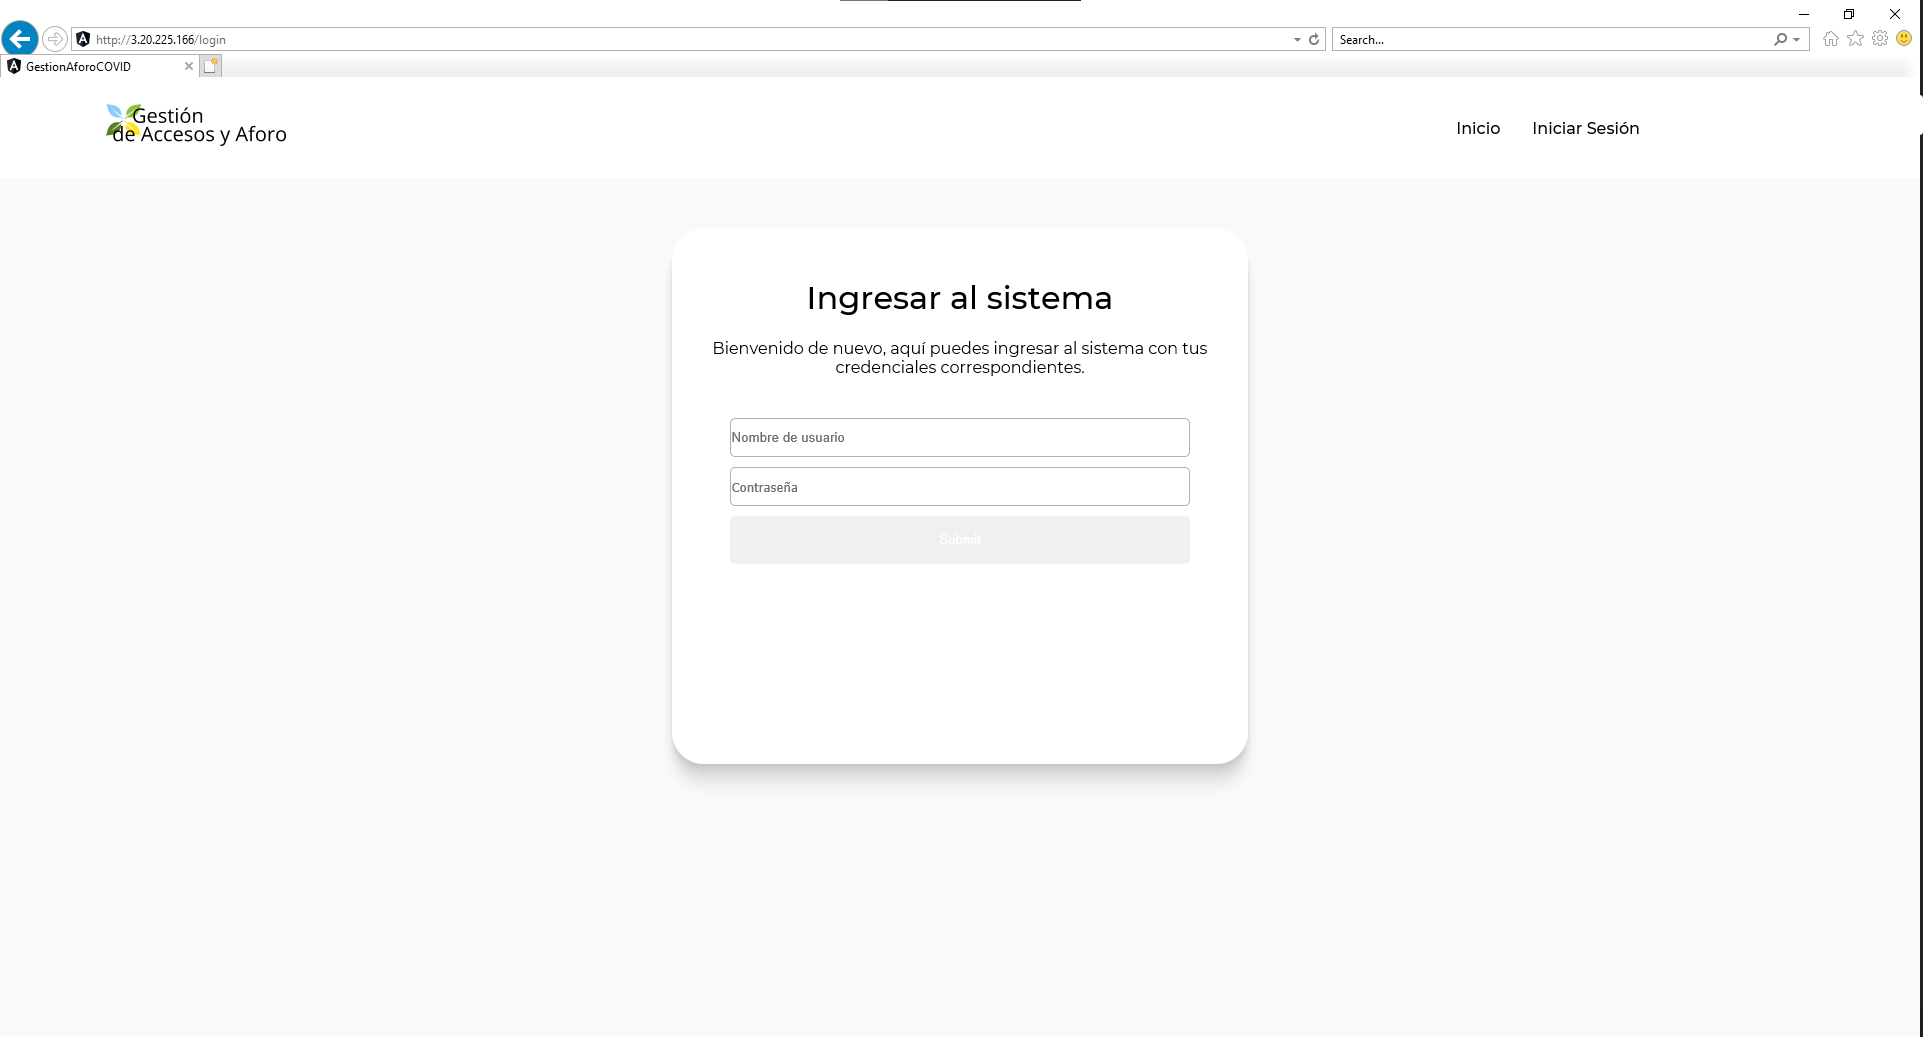 http://3.20.225.166/login
Search...
GestionAforoCOVID
Gestión
de Accesos y Aforo
Inicio
Iniciar Sesión
Ingresar al sistema
Bienvenido de nuevo, aquí puedes ingresar al sistema con tus
credenciales correspondientes.
Nombre de usuario
Contraseña
Submit